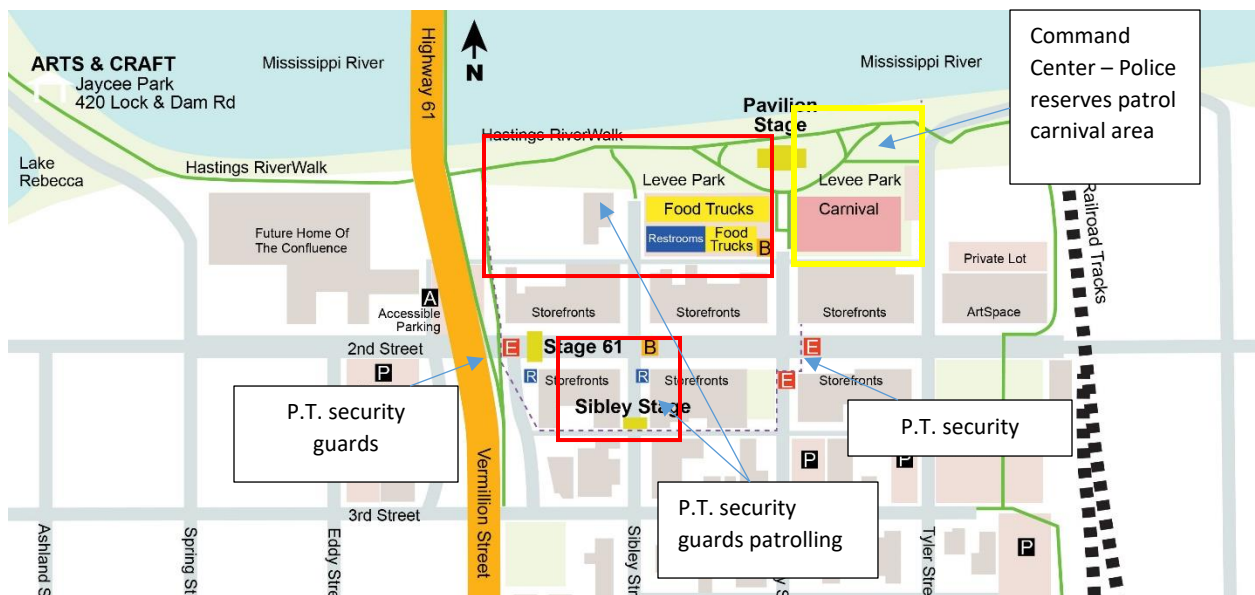 ARTS & CRAFT
Jaycee Park
420 Lock & Dam Rd
Mississippi River
Highway 61
N
Mississippi River
Command
Center – Police
reserves patrol
carnival area
Pavilion
Stage
Hastings RiverWalk
Lake
Rebecca
Hastings RiverWalk
Levee Park
Levee Park
Food Trucks
Carnival
Restrooms
Food
Trucks
B
Future Home Of
The Confluence
Private Lot
Railroad Tracks
A
Accessible
Parking
Storefronts
Storefronts
Storefronts
ArtSpace
2nd Street
E
Stage 61
B
E
P
R
Storefronts
R
Storefronts
E
Storefronts
Sibley Stage
P.T. security
guards
P.T. security
P
P
P.T. security
guards patrolling
3rd Street
Vermillion Street
Ashland S
Spring St
Eddy Stre
Sibley Str
y S
Tyler Stree
P